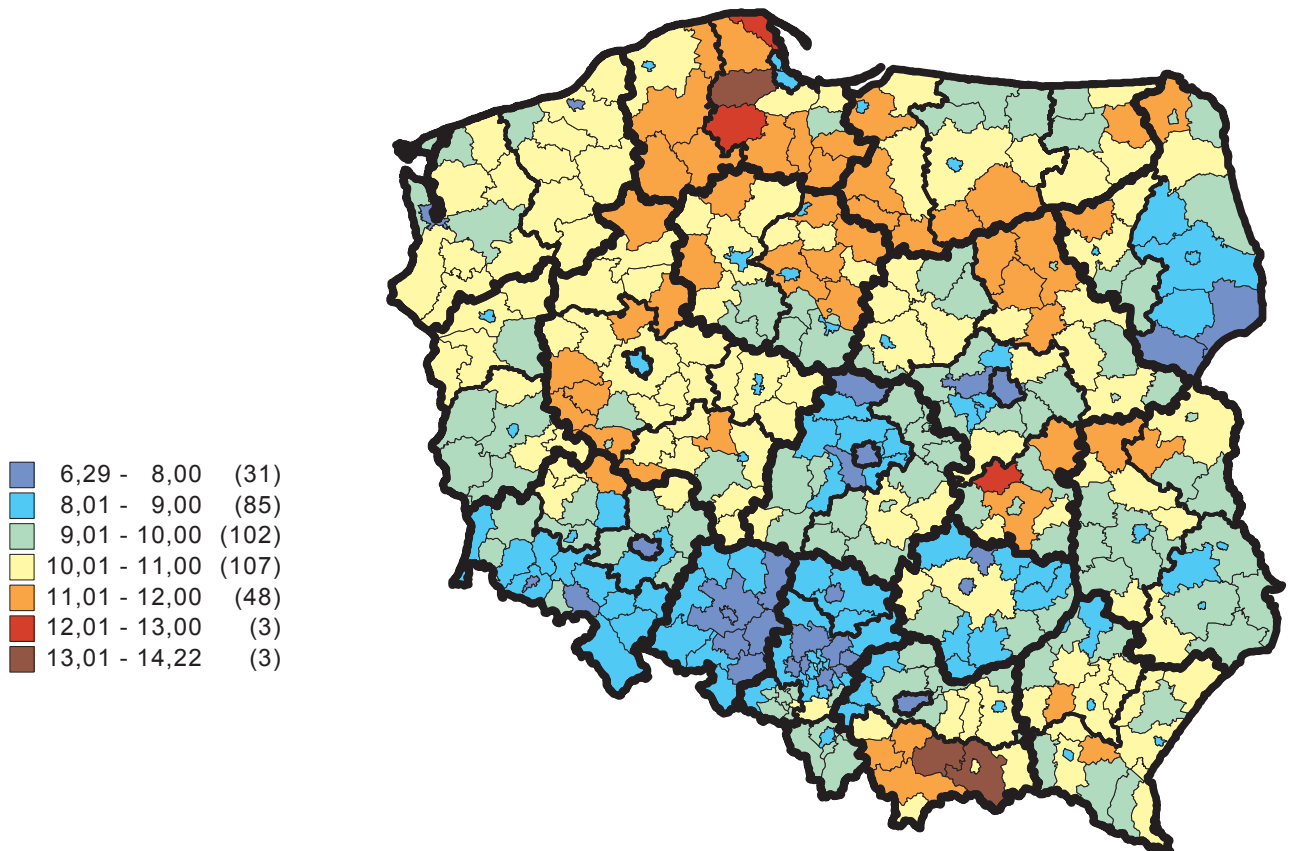 6,29 - 8,00 (31)
8,01 - 9,00 (85)
9,01 - 10,00 (102)
10,01 - 11,00 (107)
11,01 - 12,00 (48)
12,01 - 13,00 (3)
13,01 - 14,22 (3)